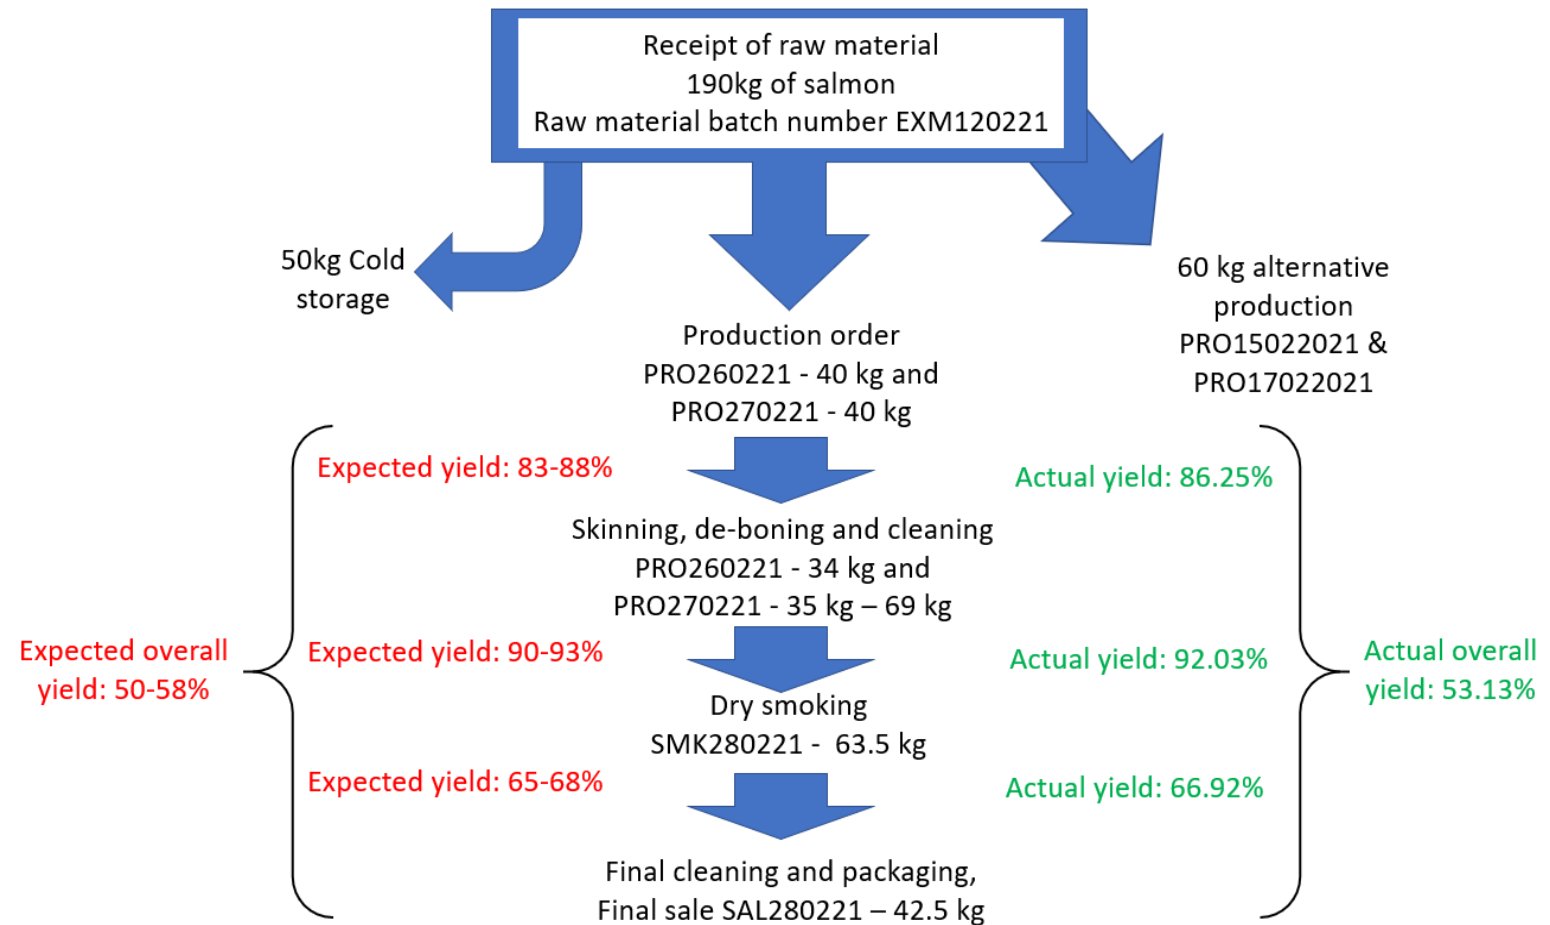 Receipt of raw material
190kg of salmon
Raw material batch number EXM120221
50kg Cold
storage
60 kg alternative
production
PRO15022021 &
PRO17022021
Production order
PRO260221 - 40 kg and
PRO270221 - 40 kg
Expected yield: 83-88%
Actual yield: 86.25%
Skinning, de-boning and cleaning
PRO260221 - 34 kg and
PRO270221 - 35 kg – 69 kg
Expected overall
yield: 50-58%
Expected yield: 90-93%
Actual yield: 92.03%
Actual overall
yield: 53.13%
Dry smoking
SMK280221 -  63.5 kg
Expected yield: 65-68%
Actual yield: 66.92%
Final cleaning and packaging,
Final sale SAL280221 – 42.5 kg